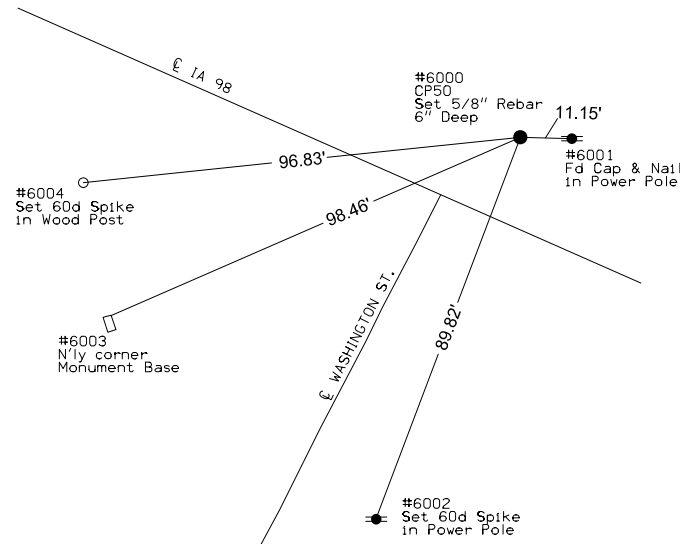 ℄ IA 98
#6000
CP50
Set 5/8" Rebar
6" Deep
11.15'
#6001
Fd Cap & Nail
in Power Pole
96.83'
#6004
Set 60d Spike
in Wood Post
98.46'
#6003
N'ly corner
Monument Base
℄ WASHINGTON ST.
89.82'
#6002
Set 60d Spike
in Power Pole